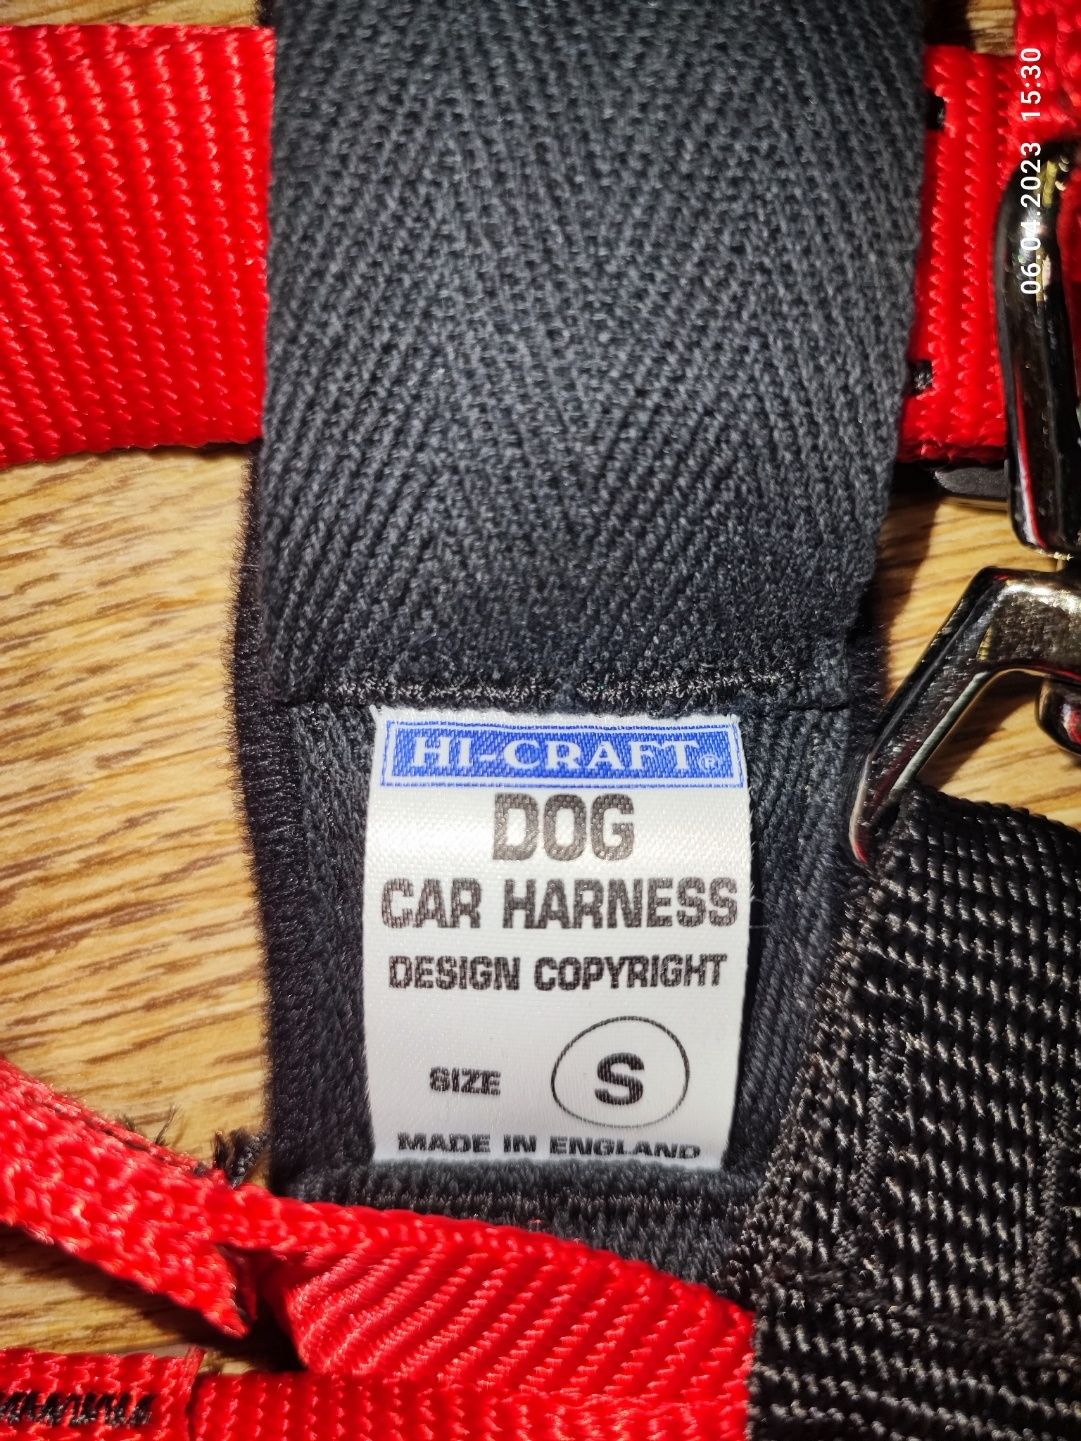 06.04.2023 15:30
HI-CRAFT®
DOG
CAR HARNESS
DESIGN COPYRIGHT
SIZE S
MADE IN ENGLAND